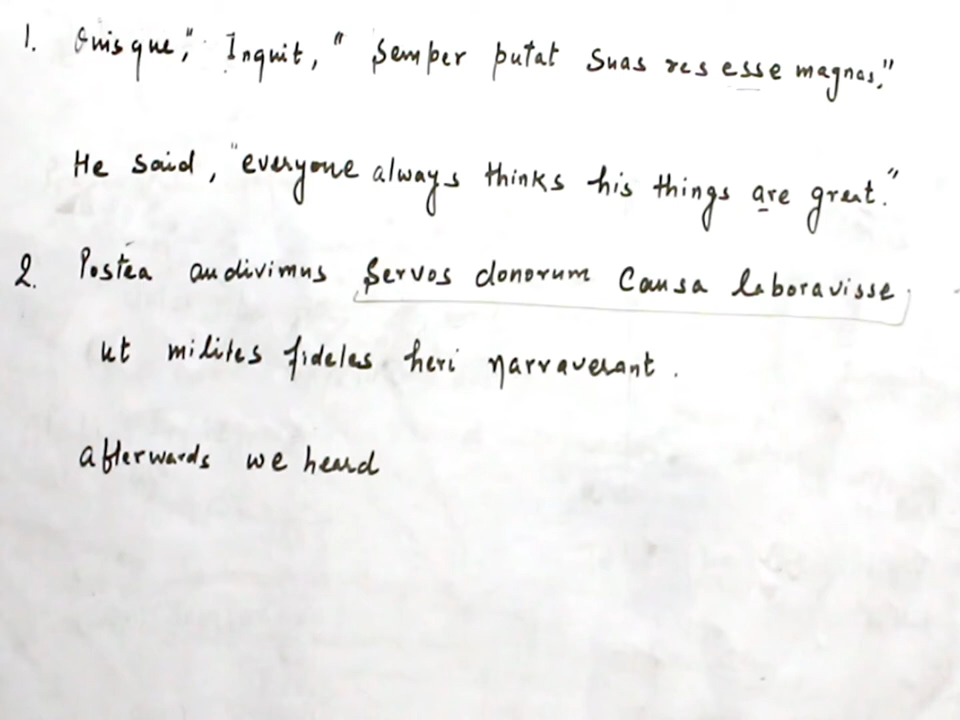 1. Quisque," Inquit, " semper putat suas res esse magnas."
He said, "everyone always thinks his things are great."
2. Postea audivimus servos donorum causa laboravisse
ut milites fideles heri narraverant.
afterwards we heard